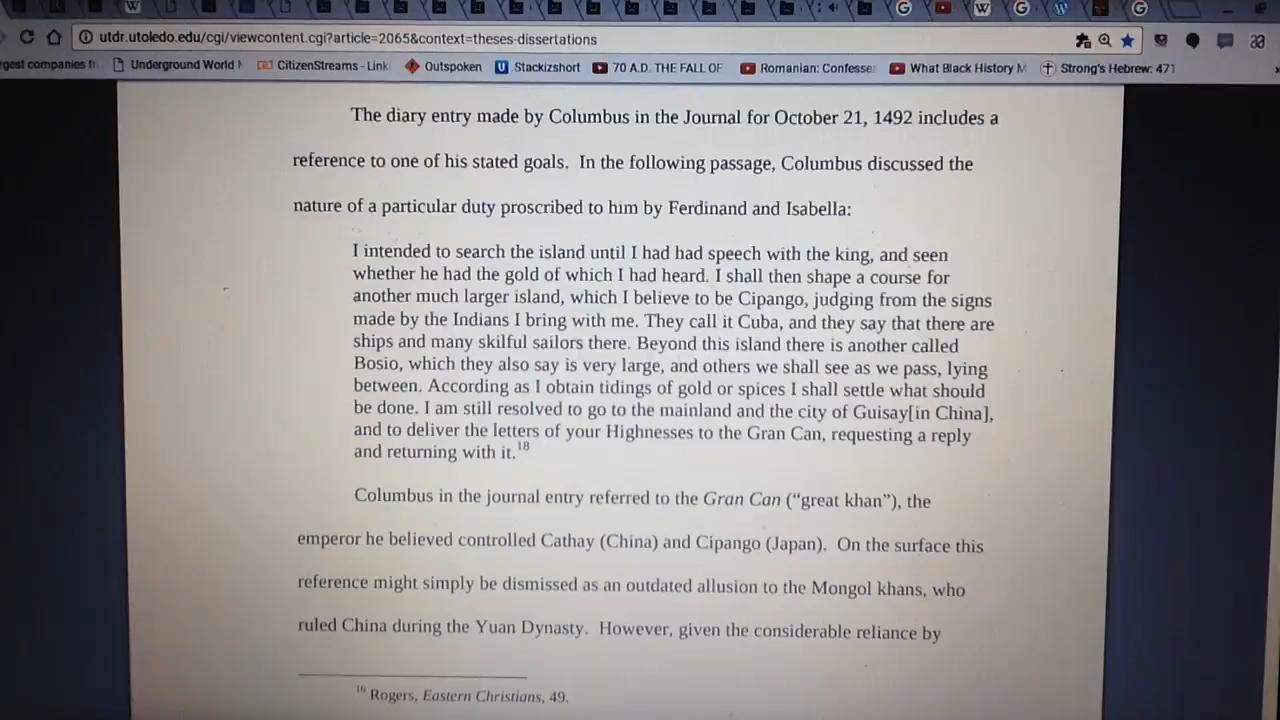 utdr.utoledo.edu/cgi/viewcontent.cgi?article=2065&context=theses-dissertations
rgest companies fr Underground World CitizenStreams - Link Outspoken Stackizshort 70 A.D. THE FALL OF Romanian: Confesse What Black History M Strong's Hebrew: 471
The diary entry made by Columbus in the Journal for October 21, 1492 includes a
reference to one of his stated goals. In the following passage, Columbus discussed the
nature of a particular duty proscribed to him by Ferdinand and Isabella:
I intended to search the island until I had had speech with the king, and seen
whether he had the gold of which I had heard. I shall then shape a course for
another much larger island, which I believe to be Cipango, judging from the signs
made by the Indians I bring with me. They call it Cuba, and they say that there are
ships and many skilful sailors there. Beyond this island there is another called
Bosio, which they also say is very large, and others we shall see as we pass, lying
between. According as I obtain tidings of gold or spices I shall settle what should
be done. I am still resolved to go to the mainland and the city of Guisay[in China],
and to deliver the letters of your Highnesses to the Gran Can, requesting a reply
and returning with it.18
Columbus in the journal entry referred to the Gran Can (“great khan”), the
emperor he believed controlled Cathay (China) and Cipango (Japan). On the surface this
reference might simply be dismissed as an outdated allusion to the Mongol khans, who
ruled China during the Yuan Dynasty. However, given the considerable reliance by
Rogers, Eastern Christians, 49.